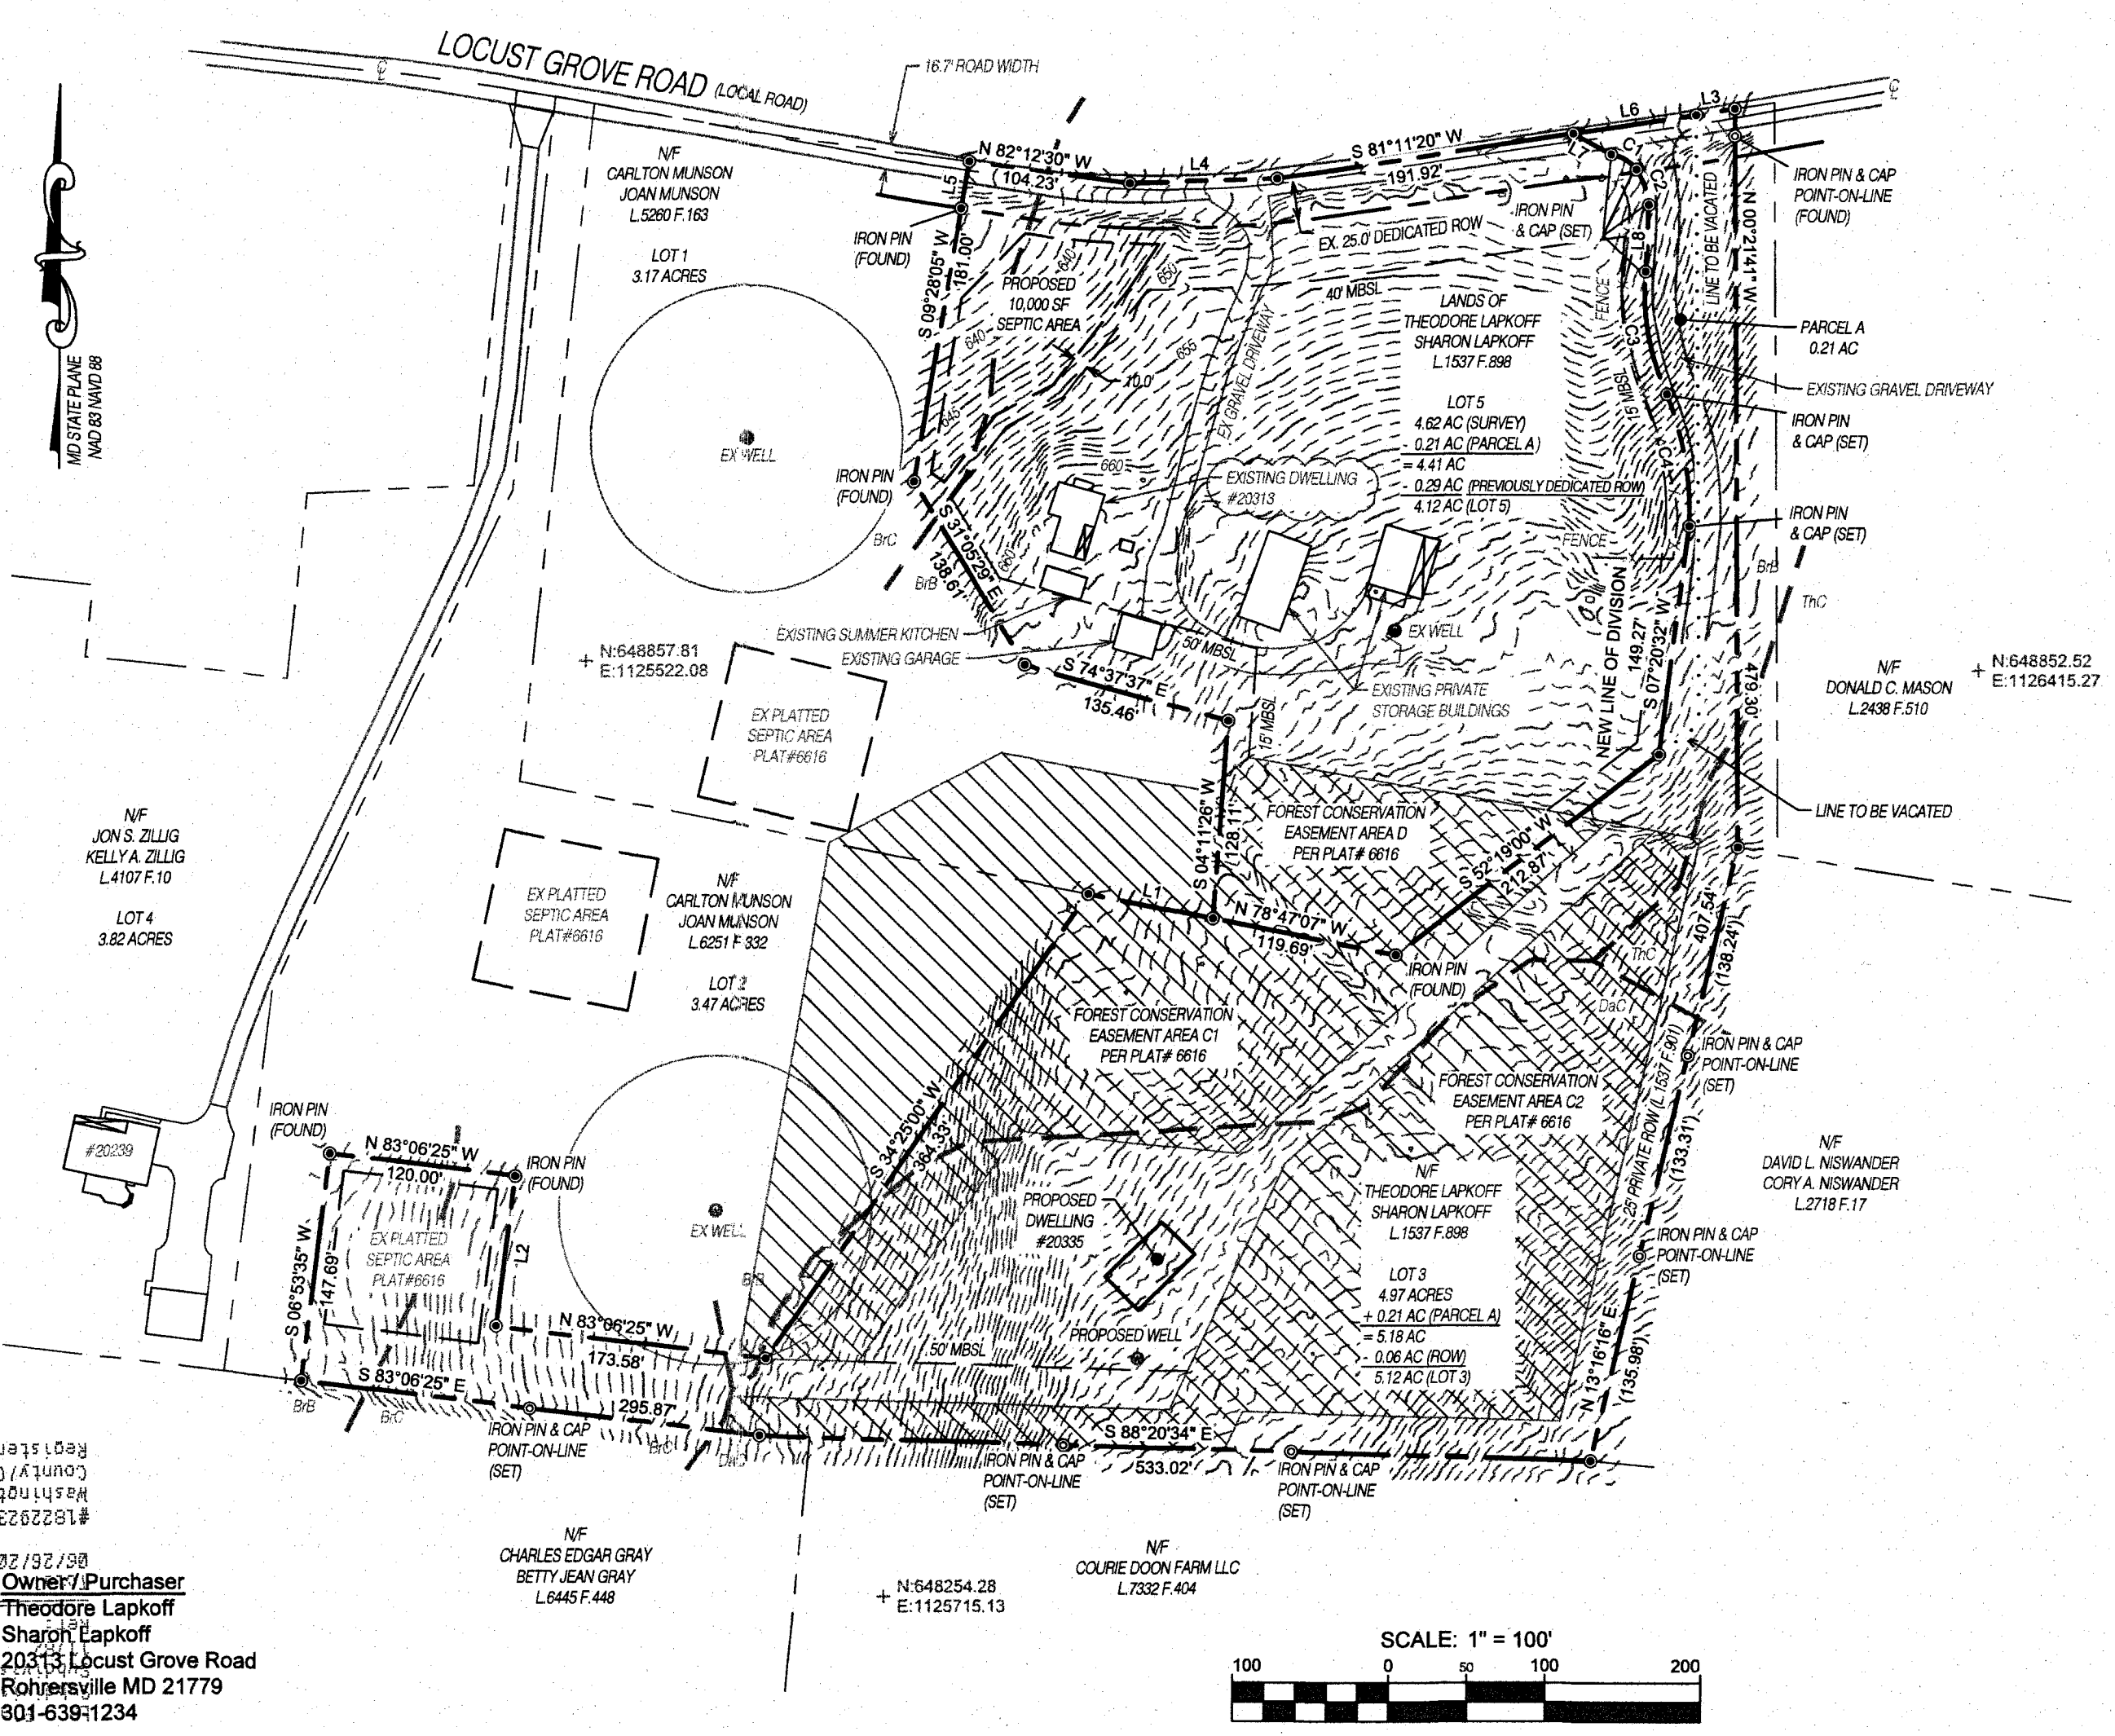 LOCUST GROVE ROAD (LOCAL ROAD)
16.7' ROAD WIDTH
MD STATE PLANE
NAD 83 NAVD 88
N/F
CARLTON MUNSON
JOAN MUNSON
L.5260 F.163
LOT 1
3.17 ACRES
EX WELL
IRON PIN
(FOUND)
L5
S 09°28'05" W
181.00'
N 82°12'30" W
(104.23')
L4
S 81°11'20" W
191.92'
L6
L3
L7
C1
C2
L8
C3
C4
IRON PIN
& CAP (SET)
EX. 25.0' DEDICATED ROW
40' MBSL
FENCE
15' MBSL
LINE TO BE VACATED
N 00°21'41" W
479.30'
IRON PIN & CAP
POINT-ON-LINE
(FOUND)
PARCEL A
0.21 AC
EXISTING GRAVEL DRIVEWAY
IRON PIN
& CAP (SET)
IRON PIN
& CAP (SET)
PROPOSED
10,000 SF
SEPTIC AREA
640
650
640
645
655
10.0'
660
660
EX GRAVEL DRIVEWAY
LANDS OF
THEODORE LAPKOFF
SHARON LAPKOFF
L.1537 F.898
LOT 5
4.62 AC (SURVEY)
- 0.21 AC (PARCEL A)
= 4.41 AC
- 0.29 AC (PREVIOUSLY DEDICATED ROW)
4.12 AC (LOT 5)
EXISTING DWELLING
#20313
IRON PIN
(FOUND)
BrC
BrB
S 31°05'29" E
138.61'
EXISTING SUMMER KITCHEN
EXISTING GARAGE
50' MBSL
EX WELL
EXISTING PRIVATE
STORAGE BUILDINGS
FENCE
NEW LINE OF DIVISION
149.27'
S 07°20'32" W
BrB
ThC
N:648857.81
E:1125522.08
S 74°37'37" E
135.46'
15' MBSL
N/F
DONALD C. MASON
L.2438 F.510
N:648852.52
E:1126415.27
EX PLATTED
SEPTIC AREA
PLAT#6616
LINE TO BE VACATED
N/F
JON S. ZILLIG
KELLY A. ZILLIG
L.4107 F.10
LOT 4
3.82 ACRES
EX PLATTED
SEPTIC AREA
PLAT#6616
N/F
CARLTON MUNSON
JOAN MUNSON
L.6251 F 332
LOT 2
3.47 ACRES
S 04°11'26" W
(128.11')
FOREST CONSERVATION
EASEMENT AREA D
PER PLAT# 6616
S 52°19'00" W
212.87'
L1
N 78°47'07" W
119.69'
IRON PIN
(FOUND)
407.54'
(138.24')
ThC
DaC
FOREST CONSERVATION
EASEMENT AREA C1
PER PLAT# 6616
FOREST CONSERVATION
EASEMENT AREA C2
PER PLAT# 6616
25' PRIVATE ROW (L.1537 F.901)
IRON PIN & CAP
POINT-ON-LINE
(SET)
(133.31')
N/F
DAVID L. NISWANDER
CORY A. NISWANDER
L.2718 F.17
IRON PIN & CAP
POINT-ON-LINE
(SET)
N 13°16'16" E
(135.98')
S 34°25'00" W
364.33'
#20239
IRON PIN
(FOUND)
N 83°06'25" W
120.00'
IRON PIN
(FOUND)
EX PLATTED
SEPTIC AREA
PLAT#6616
S 06°53'35" W
147.69'
L2
EX WELL
BrB
N 83°06'25" W
173.58'
PROPOSED
DWELLING
#20335
PROPOSED WELL
50' MBSL
N/F
THEODORE LAPKOFF
SHARON LAPKOFF
L.1537 F.898
LOT 3
4.97 ACRES
+ 0.21 AC (PARCEL A)
= 5.18 AC
- 0.06 AC (ROW)
5.12 AC (LOT 3)
S 83°06'25" E
295.87'
BrB
BrC
BrC
IRON PIN & CAP
POINT-ON-LINE
(SET)
S 88°20'34" E
533.02'
IRON PIN & CAP
POINT-ON-LINE
(SET)
IRON PIN & CAP
POINT-ON-LINE
(SET)
N/F
CHARLES EDGAR GRAY
BETTY JEAN GRAY
L.6445 F.448
N:648254.28
E:1125715.13
N/F
COURIE DOON FARM LLC
L.7332 F.404
Owner / Purchaser
Theodore Lapkoff
Sharon Lapkoff
20313 Locust Grove Road
Rohrersville MD 21779
301-639-1234
SCALE: 1" = 100'
100 0 50 100 200